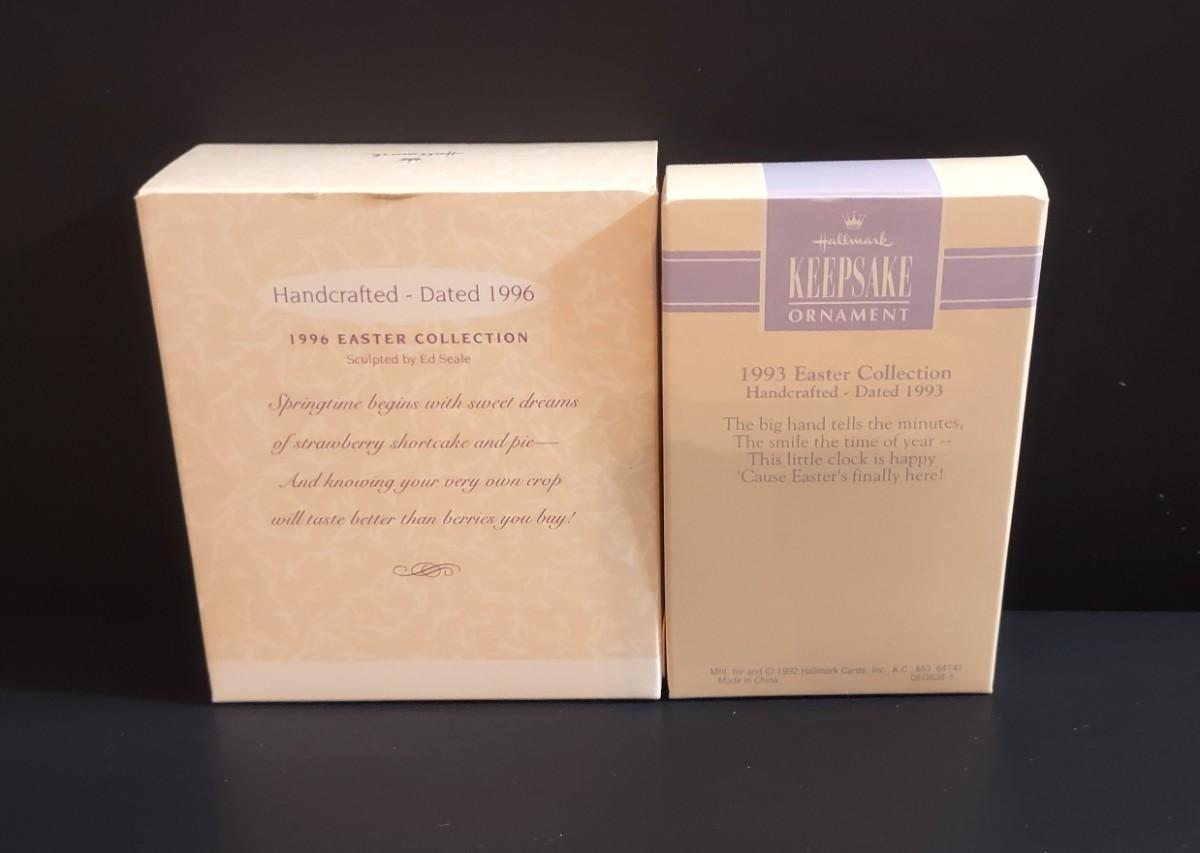 Hallmark
Handcrafted - Dated 1996
1996 EASTER COLLECTION
Sculpted by Ed Seale
Springtime begins with sweet dreams
of strawberry shortcake and pie—
And knowing your very own crop
will taste better than berries you buy!
Hallmark
KEEPSAKE
ORNAMENT
1993 Easter Collection
Handcrafted - Dated 1993
The big hand tells the minutes,
The smile the time of year --
This little clock is happy
'Cause Easter's finally here!
Mfd. for and © 1992 Hallmark Cards, Inc., K.C., MO. 64141
Made in China